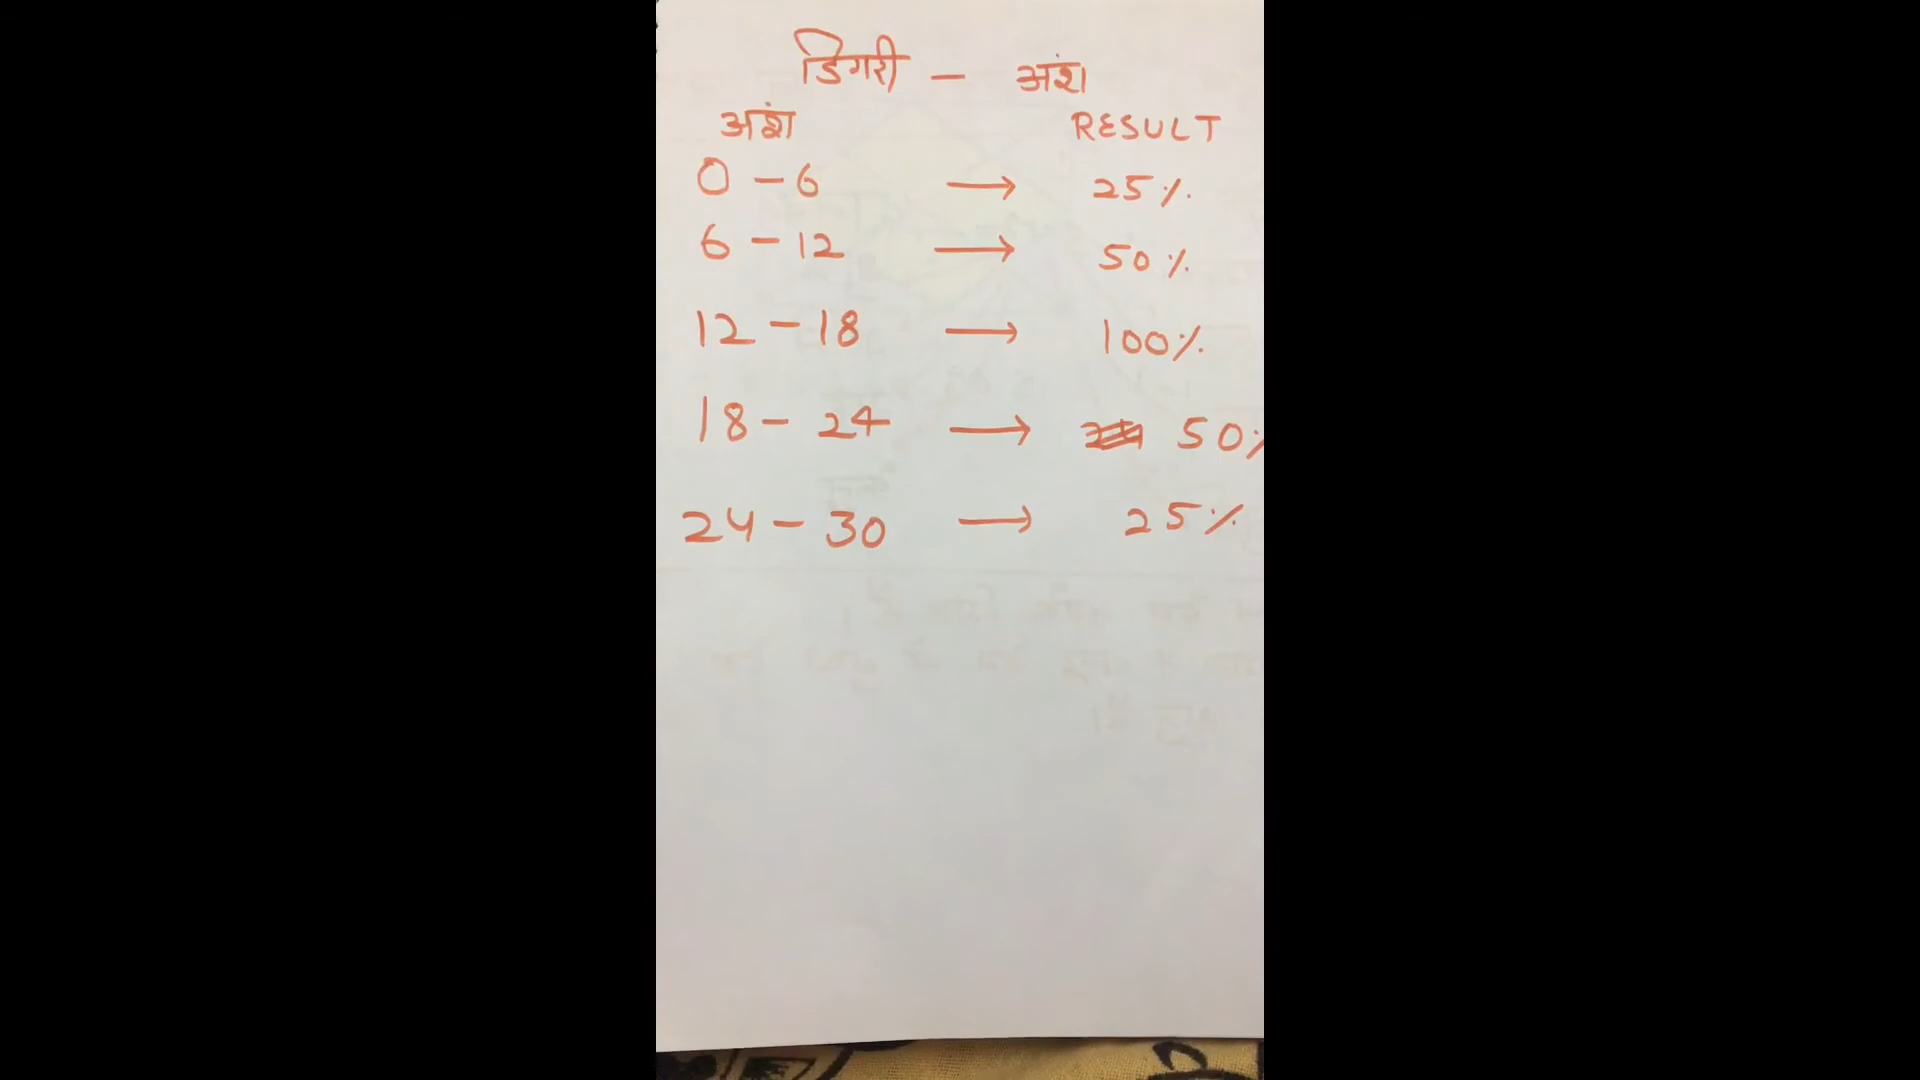 डिगरी - अंश
अंश RESULT
0 - 6 → 25%
6 - 12 → 50%
12 - 18 → 100%
18 - 24 → 50%
24 - 30 → 25%